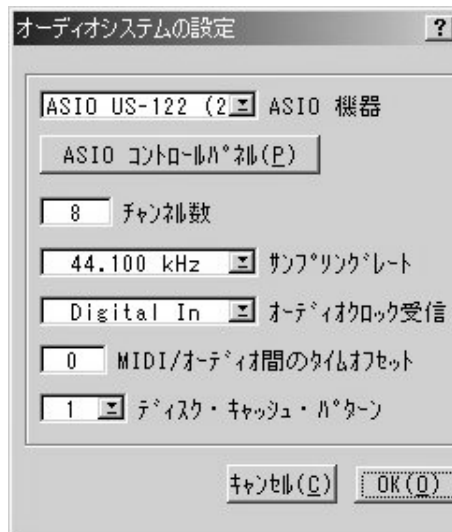 オーディオシステムの設定 ?
ASIO US-122 (2 ASIO 機器
ASIO コントロールパネル(P)
8 チャンネル数
44.100 kHz サンプリングレート
Digital In オーディオクロック受信
0 MIDI/オーディオ間のタイムオフセット
1 ディスク・キャッシュ・パターン
キャンセル(C) OK(O)